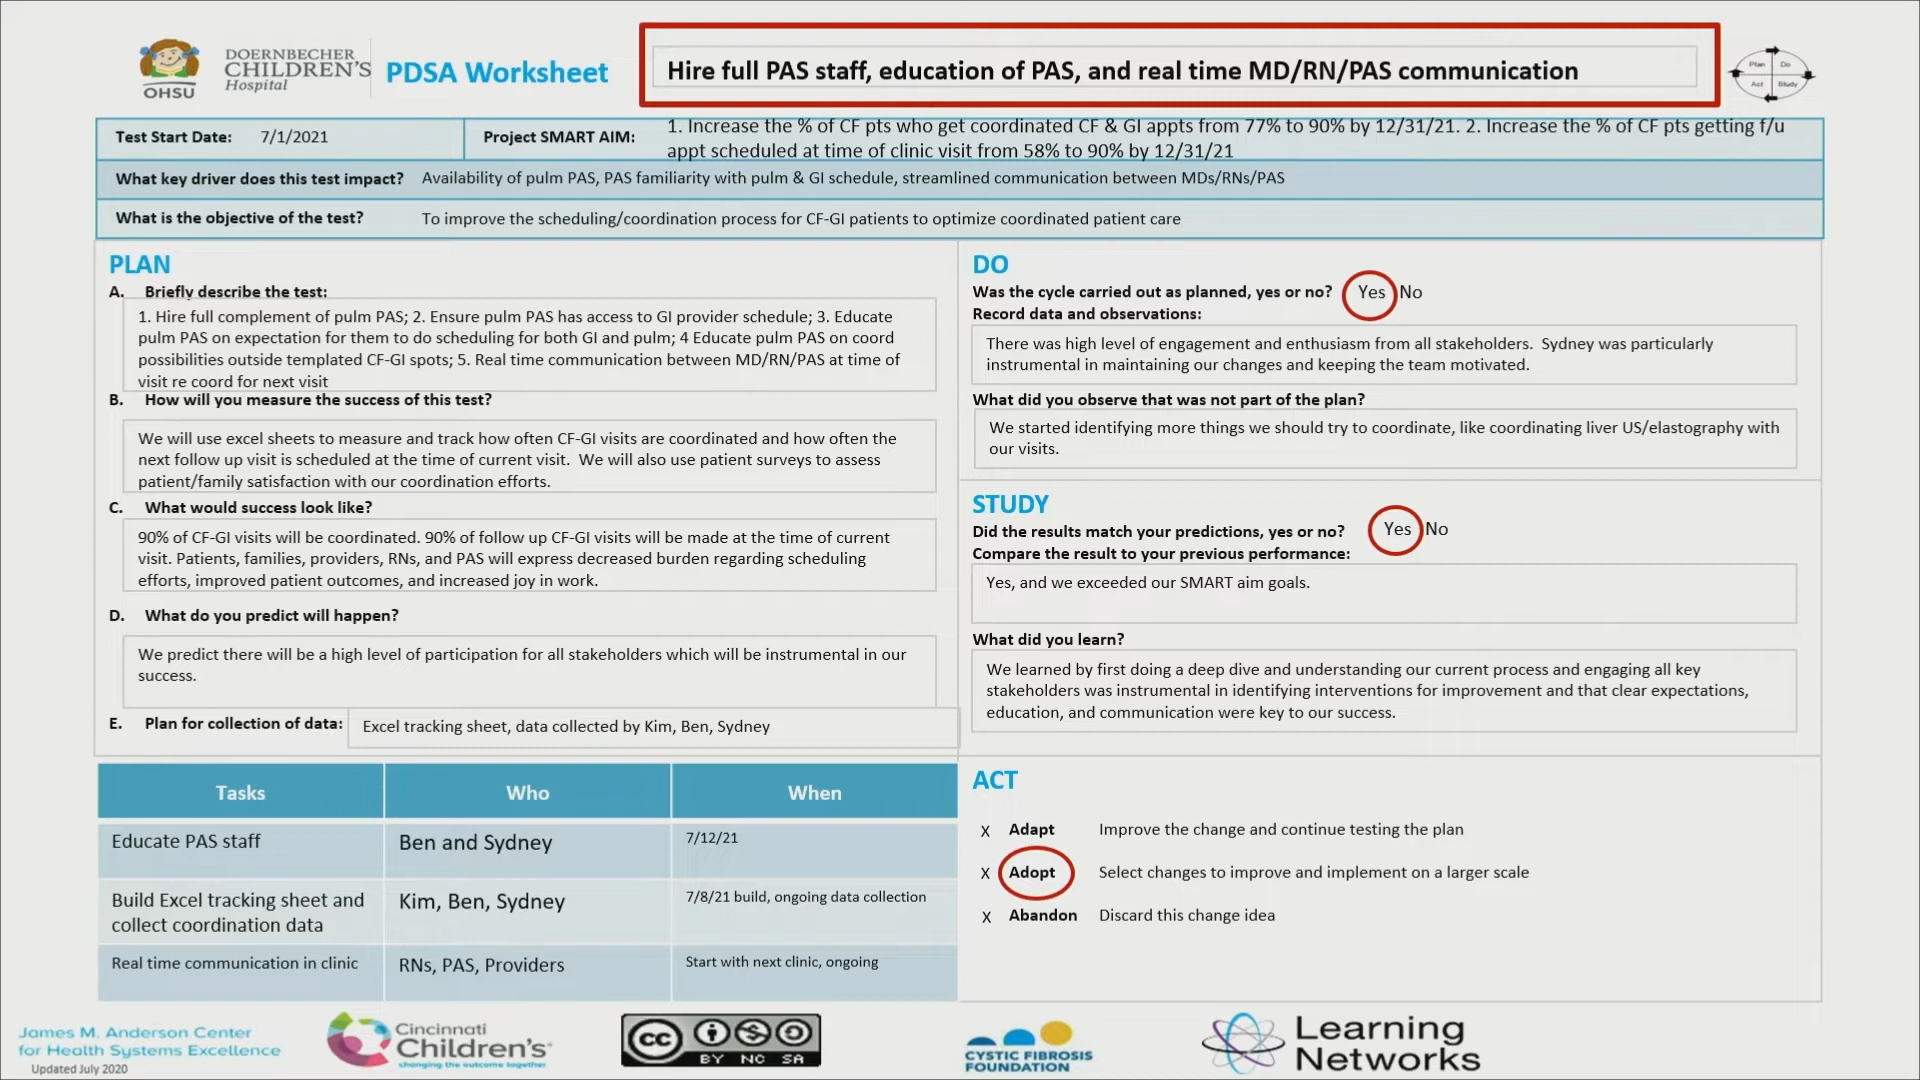 DOERNBECHER
CHILDREN'S
Hospital
OHSU
PDSA Worksheet
Hire full PAS staff, education of PAS, and real time MD/RN/PAS communication
Plan Do
Act Study
Test Start Date: 7/1/2021
Project SMART AIM:
1. Increase the % of CF pts who get coordinated CF & GI appts from 77% to 90% by 12/31/21. 2. Increase the % of CF pts getting f/u
appt scheduled at time of clinic visit from 58% to 90% by 12/31/21
What key driver does this test impact? Availability of pulm PAS, PAS familiarity with pulm & GI schedule, streamlined communication between MDs/RNs/PAS
What is the objective of the test? To improve the scheduling/coordination process for CF-GI patients to optimize coordinated patient care
PLAN
A. Briefly describe the test:
1. Hire full complement of pulm PAS; 2. Ensure pulm PAS has access to GI provider schedule; 3. Educate
pulm PAS on expectation for them to do scheduling for both GI and pulm; 4 Educate pulm PAS on coord
possibilities outside templated CF-GI spots; 5. Real time communication between MD/RN/PAS at time of
visit re coord for next visit
B. How will you measure the success of this test?
We will use excel sheets to measure and track how often CF-GI visits are coordinated and how often the
next follow up visit is scheduled at the time of current visit. We will also use patient surveys to assess
patient/family satisfaction with our coordination efforts.
C. What would success look like?
90% of CF-GI visits will be coordinated. 90% of follow up CF-GI visits will be made at the time of current
visit. Patients, families, providers, RNs, and PAS will express decreased burden regarding scheduling
efforts, improved patient outcomes, and increased joy in work.
D. What do you predict will happen?
We predict there will be a high level of participation for all stakeholders which will be instrumental in our
success.
E. Plan for collection of data: Excel tracking sheet, data collected by Kim, Ben, Sydney
Tasks Who When
Educate PAS staff Ben and Sydney 7/12/21
Build Excel tracking sheet and
collect coordination data
Kim, Ben, Sydney 7/8/21 build, ongoing data collection
Real time communication in clinic RNs, PAS, Providers Start with next clinic, ongoing
DO
Was the cycle carried out as planned, yes or no? Yes No
Record data and observations:
There was high level of engagement and enthusiasm from all stakeholders. Sydney was particularly
instrumental in maintaining our changes and keeping the team motivated.
What did you observe that was not part of the plan?
We started identifying more things we should try to coordinate, like coordinating liver US/elastography with
our visits.
STUDY
Did the results match your predictions, yes or no? Yes No
Compare the result to your previous performance:
Yes, and we exceeded our SMART aim goals.
What did you learn?
We learned by first doing a deep dive and understanding our current process and engaging all key
stakeholders was instrumental in identifying interventions for improvement and that clear expectations,
education, and communication were key to our success.
ACT
X Adapt Improve the change and continue testing the plan
X Adopt Select changes to improve and implement on a larger scale
X Abandon Discard this change idea
James M. Anderson Center
for Health Systems Excellence
Updated July 2020
Cincinnati
Children's
changing the outcome together
CC BY NC SA
CYSTIC FIBROSIS
FOUNDATION
Learning
Networks